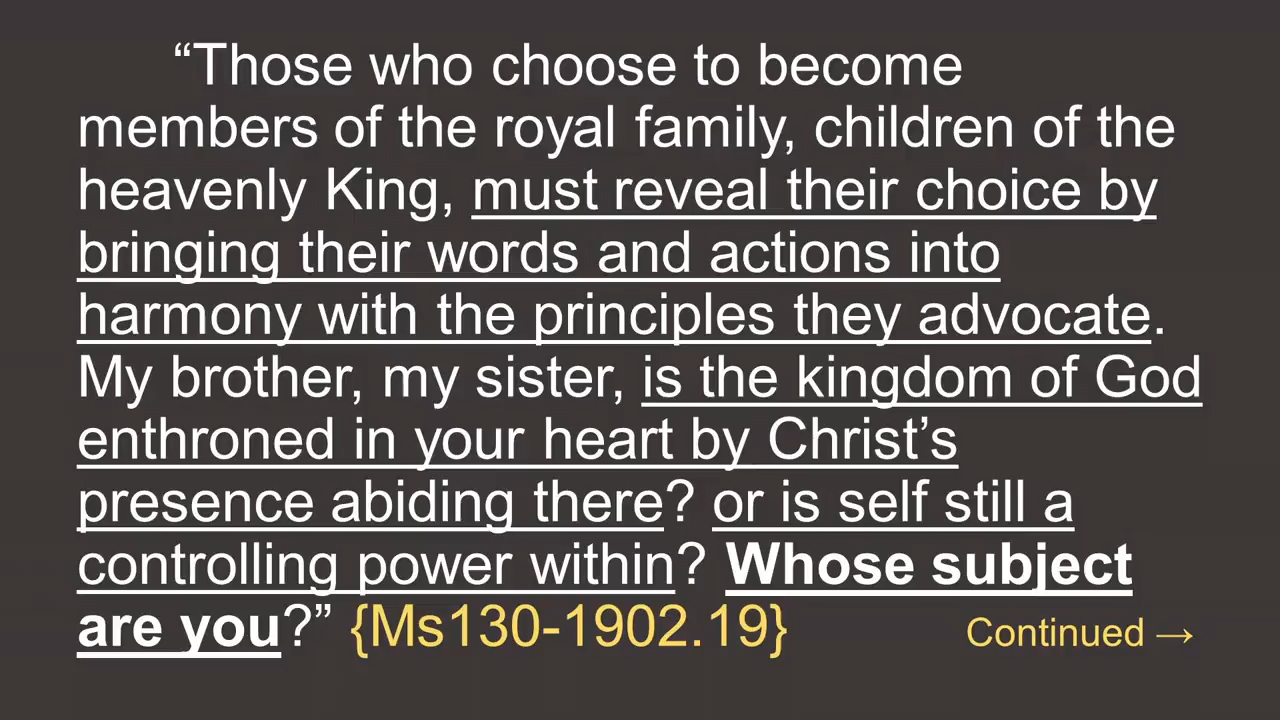 “Those who choose to become
members of the royal family, children of the
heavenly King, must reveal their choice by
bringing their words and actions into
harmony with the principles they advocate.
My brother, my sister, is the kingdom of God
enthroned in your heart by Christ’s
presence abiding there? or is self still a
controlling power within? Whose subject
are you?” {Ms130-1902.19} Continued →